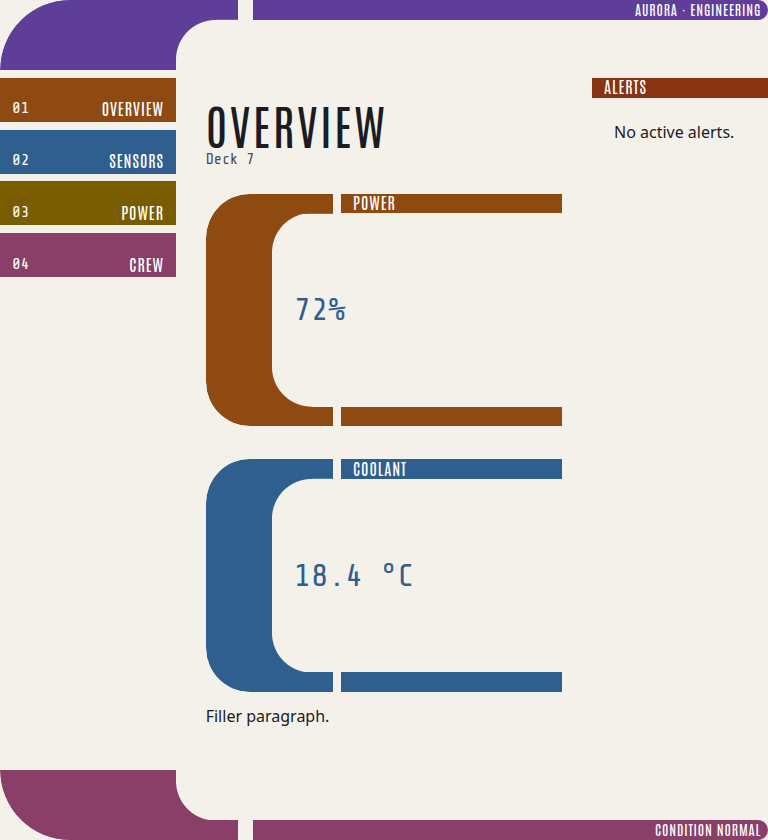 AURORA · ENGINEERING
01 OVERVIEW
02 SENSORS
03 POWER
04 CREW
OVERVIEW
Deck 7
POWER
72%
COOLANT
18.4 °C
Filler paragraph.
ALERTS
No active alerts.
CONDITION NORMAL